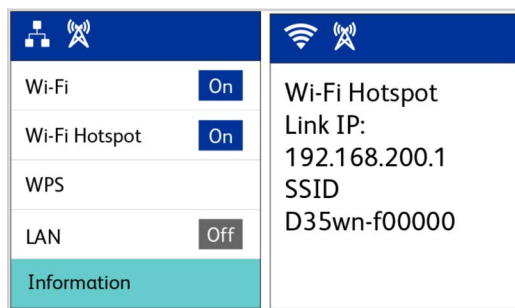 Wi-Fi On
Wi-Fi Hotspot On
WPS
LAN Off
Information
Wi-Fi Hotspot
Link IP:
192.168.200.1
SSID
D35wn-f00000